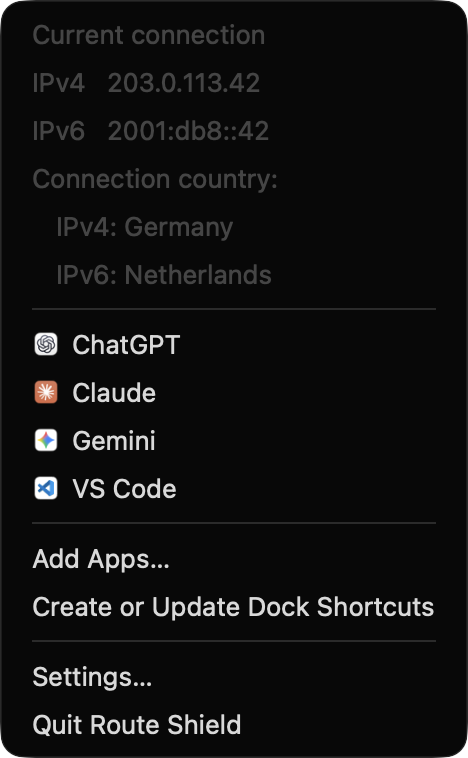 Current connection
IPv4 203.0.113.42
IPv6 2001:db8::42
Connection country:
IPv4: Germany
IPv6: Netherlands
ChatGPT
Claude
Gemini
VS Code
Add Apps...
Create or Update Dock Shortcuts
Settings...
Quit Route Shield